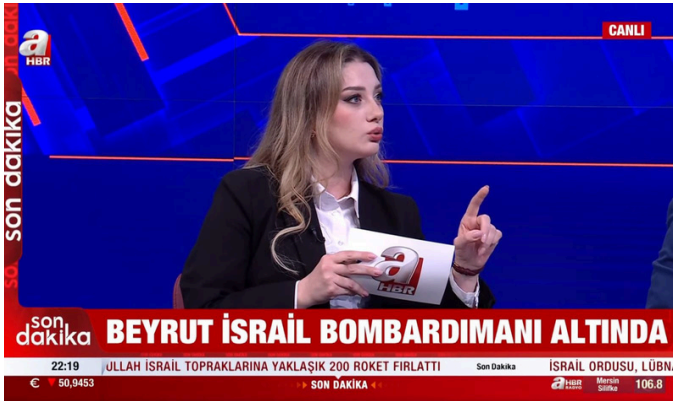 a
HBR
CANLI
son dakika
a
HBR
son
dakika
BEYRUT İSRAİL BOMBARDIMANI ALTINDA
22:19
ULLAH İSRAİL TOPRAKLARINA YAKLAŞIK 200 ROKET FIRLATTI
Son Dakika
İSRAİL ORDUSU, LÜBNA
€ 50,9453
SON DAKİKA
a HBR
RADYO
Mersin
Silifke
106.8